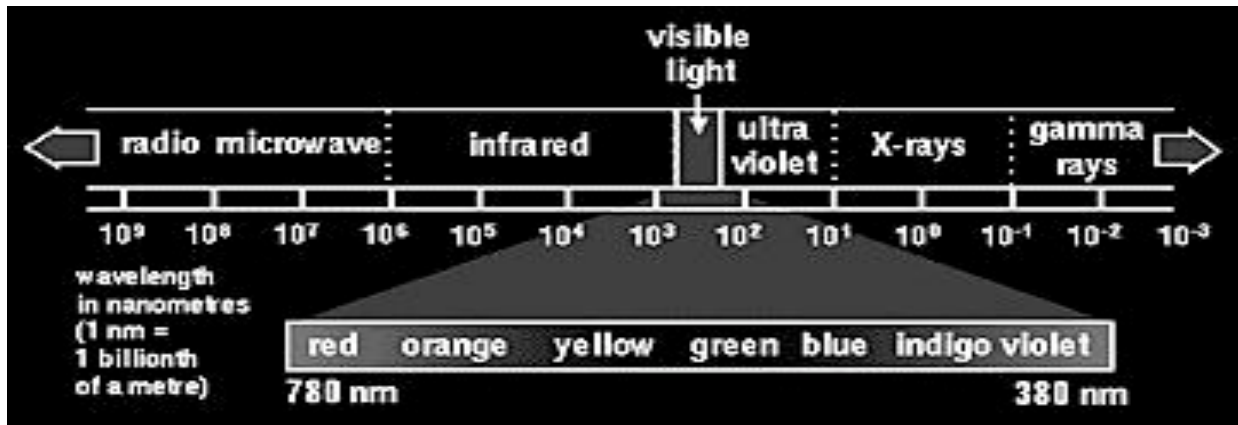 visible
light
radio microwave infrared ultra violet X-rays gamma rays
10⁹ 10⁸ 10⁷ 10⁶ 10⁵ 10⁴ 10³ 10² 10¹ 10⁰ 10⁻¹ 10⁻² 10⁻³
wavelength
in nanometres
(1 nm =
1 billionth
of a metre)
red orange yellow green blue indigo violet
780 nm 380 nm